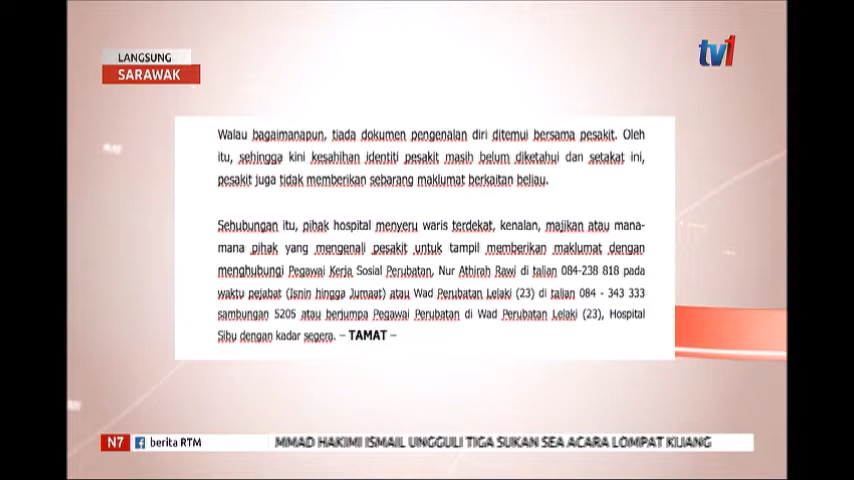 LANGSUNG
SARAWAK
tv1
Walau bagaimanapun, tiada dokumen pengenalan diri ditemui bersama pesakit. Oleh
itu, sehingga kini kesahihan identiti pesakit masih belum diketahui dan setakat ini,
pesakit juga tidak memberikan sebarang maklumat berkaitan beliau.
Sehubungan itu, pihak hospital menyeru waris terdekat, kenalan, majikan atau mana-
mana pihak yang mengenali pesakit untuk tampil memberikan maklumat dengan
menghubungi Pegawai Kerja Sosial Perubatan, Nur Athirah Rawi di talian 084-238 818 pada
waktu pejabat (Isnin hingga Jumaat) atau Wad Perubatan Lelaki (23) di talian 084 - 343 333
sambungan 5205 atau berjumpa Pegawai Perubatan di Wad Perubatan Lelaki (23), Hospital
Sibu dengan kadar segera. – TAMAT –
N7 berita RTM MMAD HAKIMI ISMAIL UNGGULI TIGA SUKAN SEA ACARA LOMPAT KIJANG